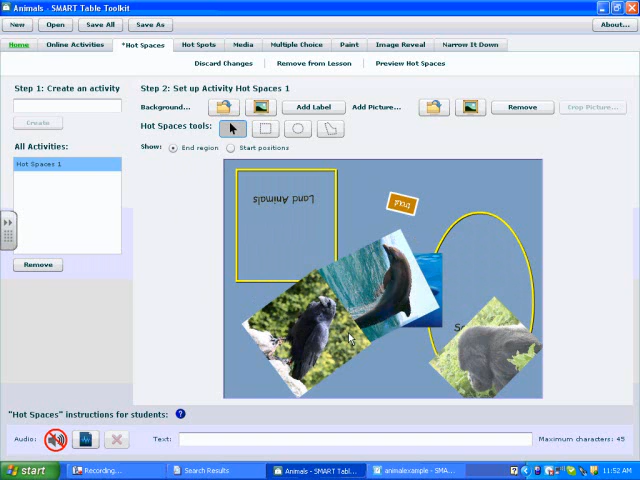 Animals - SMART Table Toolkit
New Open Save All Save As About...
Home Online Activities *Hot Spaces Hot Spots Media Multiple Choice Paint Image Reveal Narrow It Down
Discard Changes Remove from Lesson Preview Hot Spaces
Step 1: Create an activity
Create
All Activities:
Hot Spaces 1
Remove
Step 2: Set up Activity Hot Spaces 1
Background... Add Label Add Picture... Remove Crop Picture...
Hot Spaces tools:
Show: End region Start positions
Land Animals
trout
"Hot Spaces" instructions for students: ?
Audio: Text: Maximum characters: 45
start Recording... Search Results Animals - SMART Tabl... animalexample - SMA... 11:52 AM